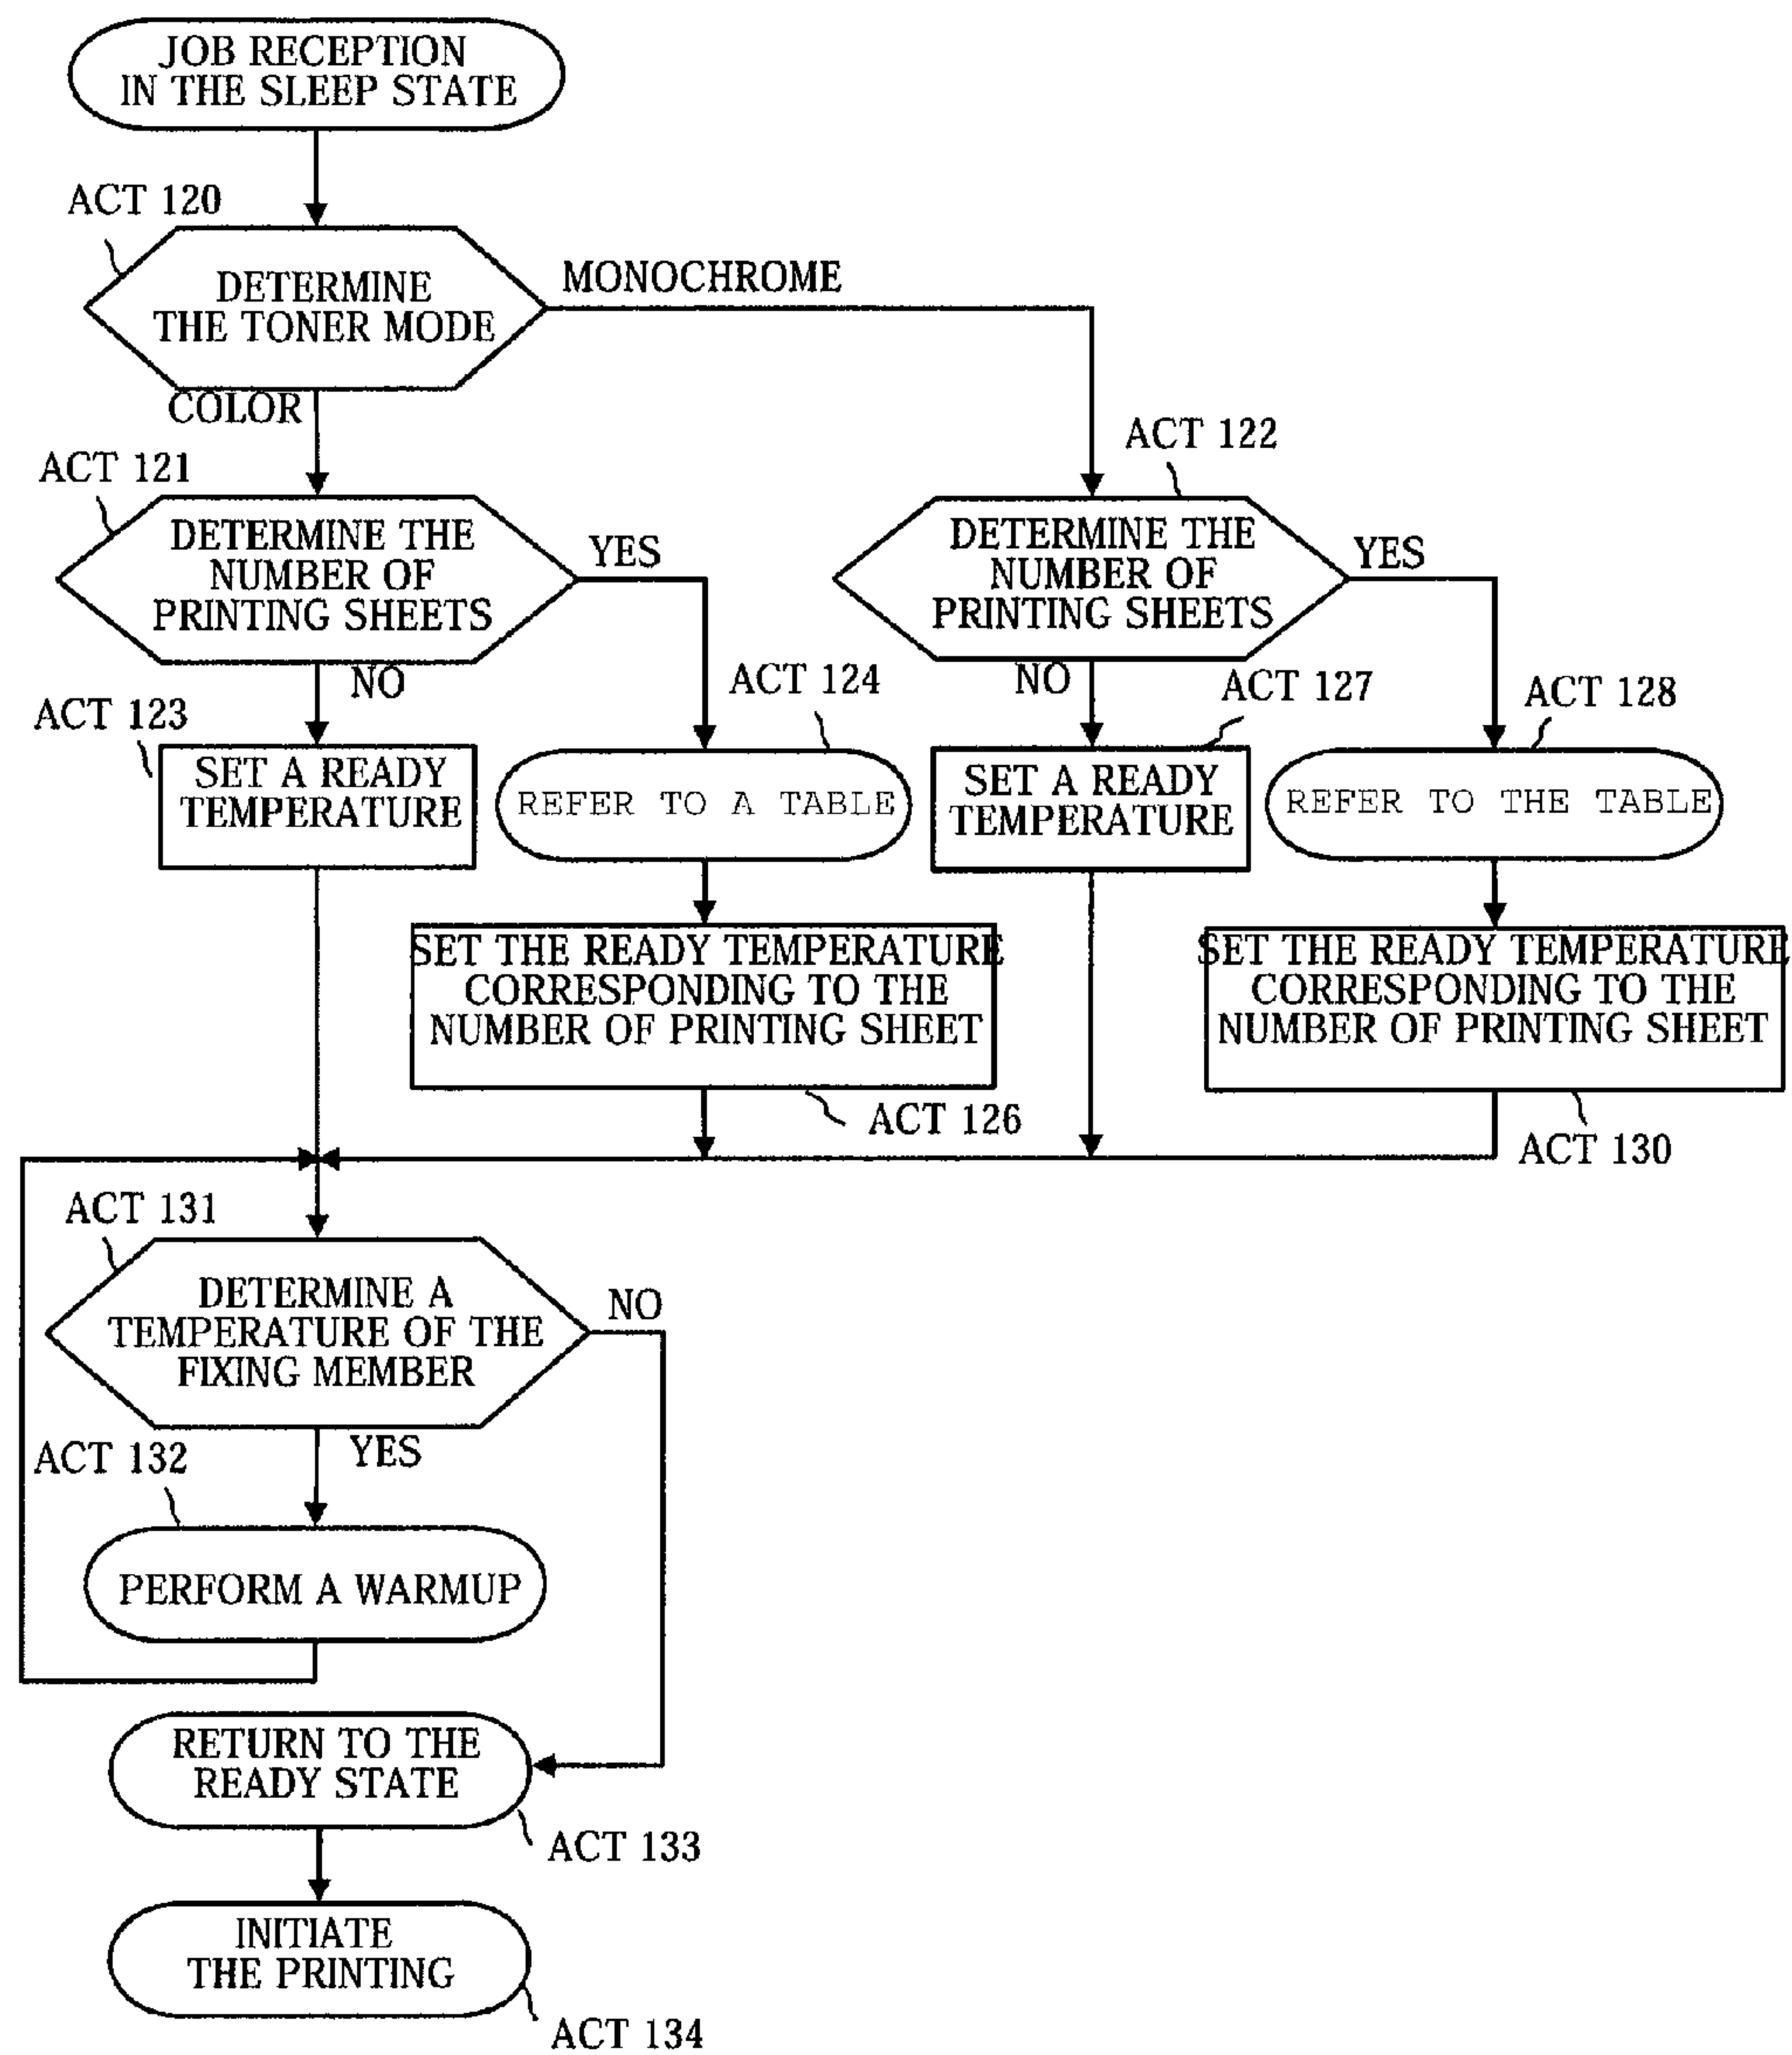 JOB RECEPTION
IN THE SLEEP STATE
ACT 120
DETERMINE
THE TONER MODE
MONOCHROME
COLOR
ACT 121
DETERMINE THE
NUMBER OF
PRINTING SHEETS
YES
NO
ACT 122
DETERMINE THE
NUMBER OF
PRINTING SHEETS
YES
NO
ACT 123
SET A READY
TEMPERATURE
ACT 124
REFER TO A TABLE
ACT 127
SET A READY
TEMPERATURE
ACT 128
REFER TO THE TABLE
SET THE READY TEMPERATURE
CORRESPONDING TO THE
NUMBER OF PRINTING SHEET
ACT 126
SET THE READY TEMPERATURE
CORRESPONDING TO THE
NUMBER OF PRINTING SHEET
ACT 130
ACT 131
DETERMINE A
TEMPERATURE OF THE
FIXING MEMBER
NO
YES
ACT 132
PERFORM A WARMUP
RETURN TO THE
READY STATE
ACT 133
INITIATE
THE PRINTING
ACT 134